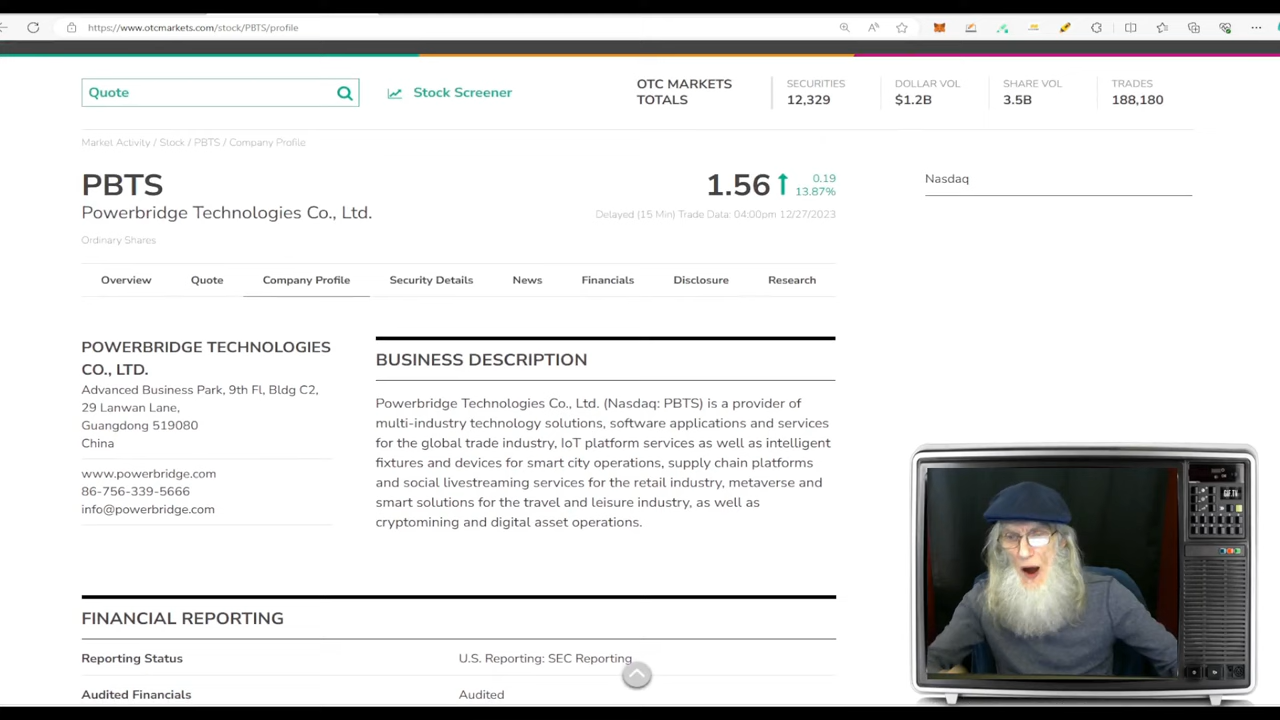 https://www.otcmarkets.com/stock/PBTS/profile
Quote
Stock Screener
OTC MARKETS
TOTALS
SECURITIES
12,329
DOLLAR VOL
$1.2B
SHARE VOL
3.5B
TRADES
188,180
Market Activity / Stock / PBTS / Company Profile
PBTS
Powerbridge Technologies Co., Ltd.
Ordinary Shares
1.56
0.19
13.87%
Delayed (15 Min) Trade Data: 04:00pm 12/27/2023
Nasdaq
Overview
Quote
Company Profile
Security Details
News
Financials
Disclosure
Research
POWERBRIDGE TECHNOLOGIES
CO., LTD.
Advanced Business Park, 9th Fl, Bldg C2,
29 Lanwan Lane,
Guangdong 519080
China
www.powerbridge.com
86-756-339-5666
info@powerbridge.com
BUSINESS DESCRIPTION
Powerbridge Technologies Co., Ltd. (Nasdaq: PBTS) is a provider of
multi-industry technology solutions, software applications and services
for the global trade industry, IoT platform services as well as intelligent
fixtures and devices for smart city operations, supply chain platforms
and social livestreaming services for the retail industry, metaverse and
smart solutions for the travel and leisure industry, as well as
cryptomining and digital asset operations.
FINANCIAL REPORTING
Reporting Status
U.S. Reporting: SEC Reporting
Audited Financials
Audited